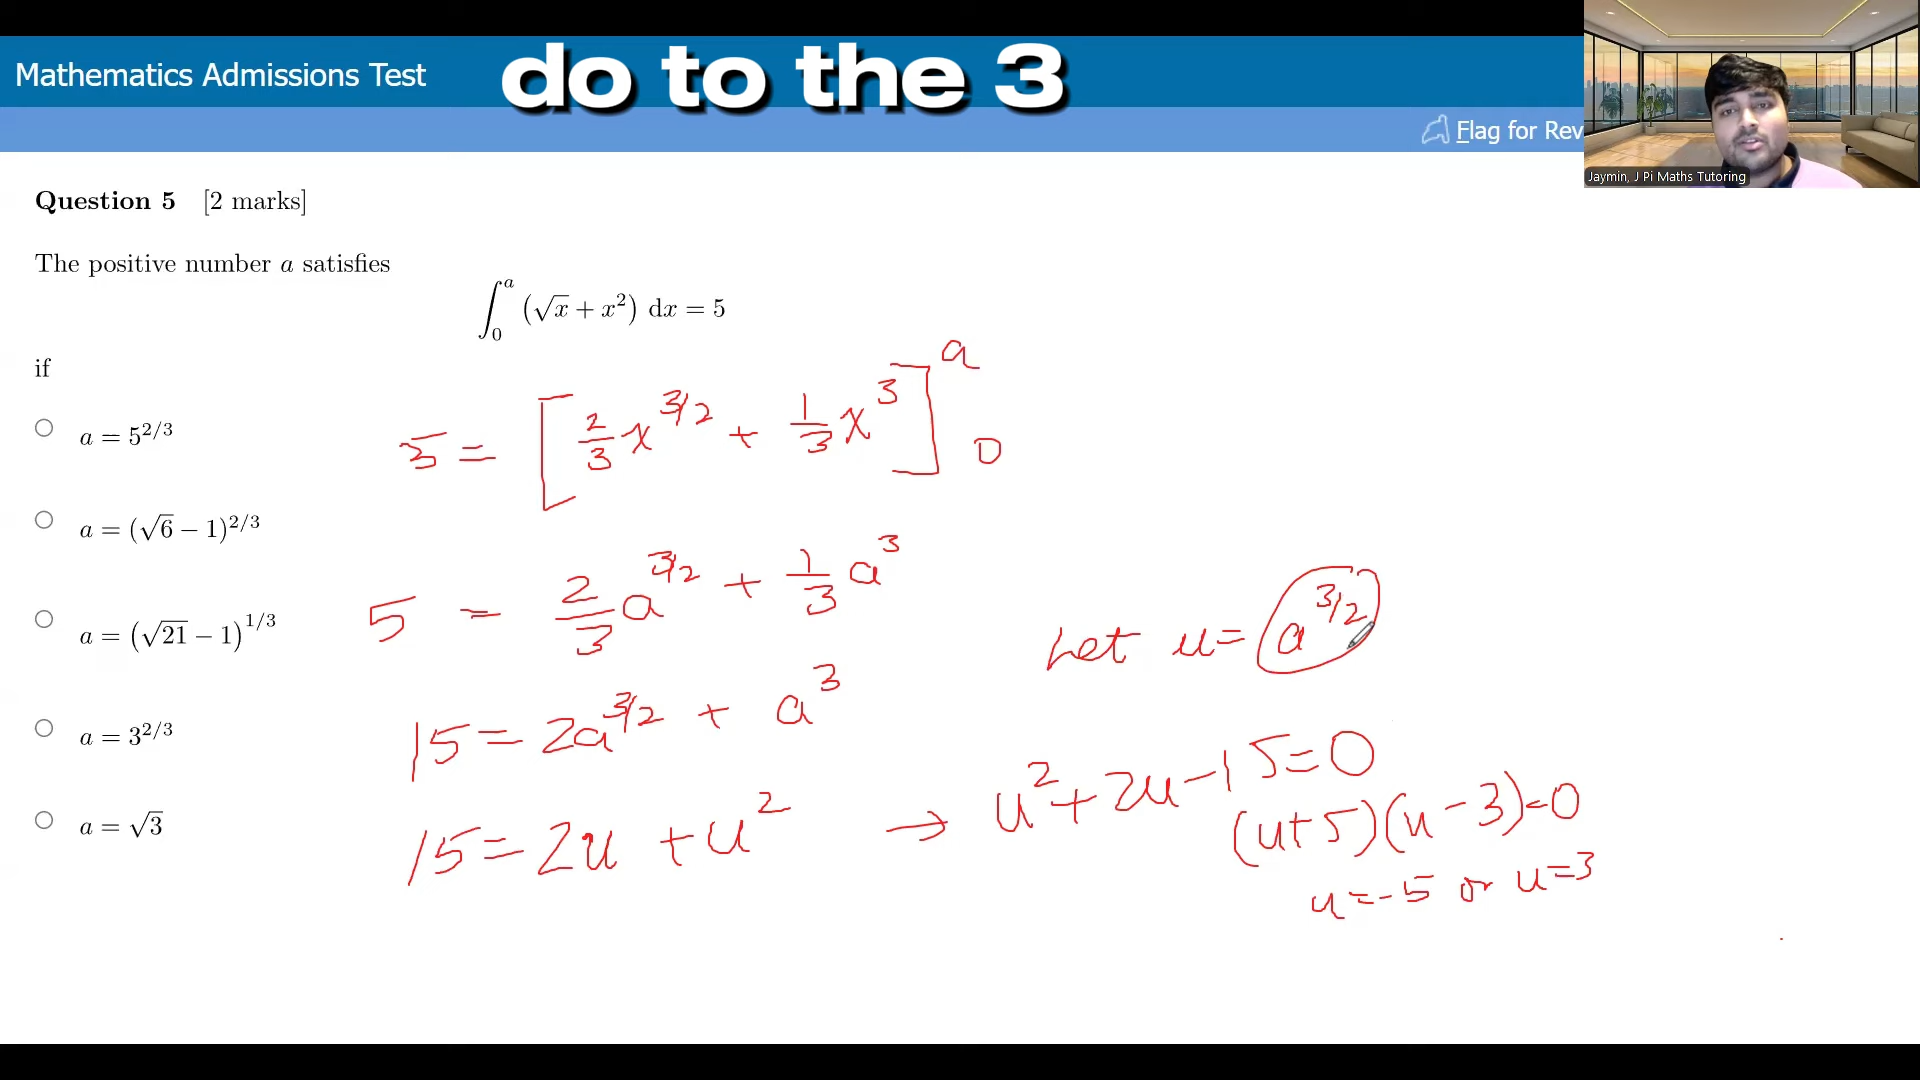 do to the 3
Mathematics Admissions Test
Flag for Rev
Jaymin, J Pi Maths Tutoring
Question 5 [2 marks]
The positive number a satisfies
∫₀ᵃ (√x + x²) dx = 5
if
a = 5^{2/3}
a = (√6 − 1)^{2/3}
a = (√21 − 1)^{1/3}
a = 3^{2/3}
a = √3
5 = [2/3 x^{3/2} + 1/3 x³]₀ᵃ
5 = 2/3 a^{3/2} + 1/3 a³
15 = 2a^{3/2} + a³
15 = 2u + u²
Let u = a^{3/2}
→ u² + 2u − 15 = 0
(u+5)(u−3)=0
u=−5 or u=3